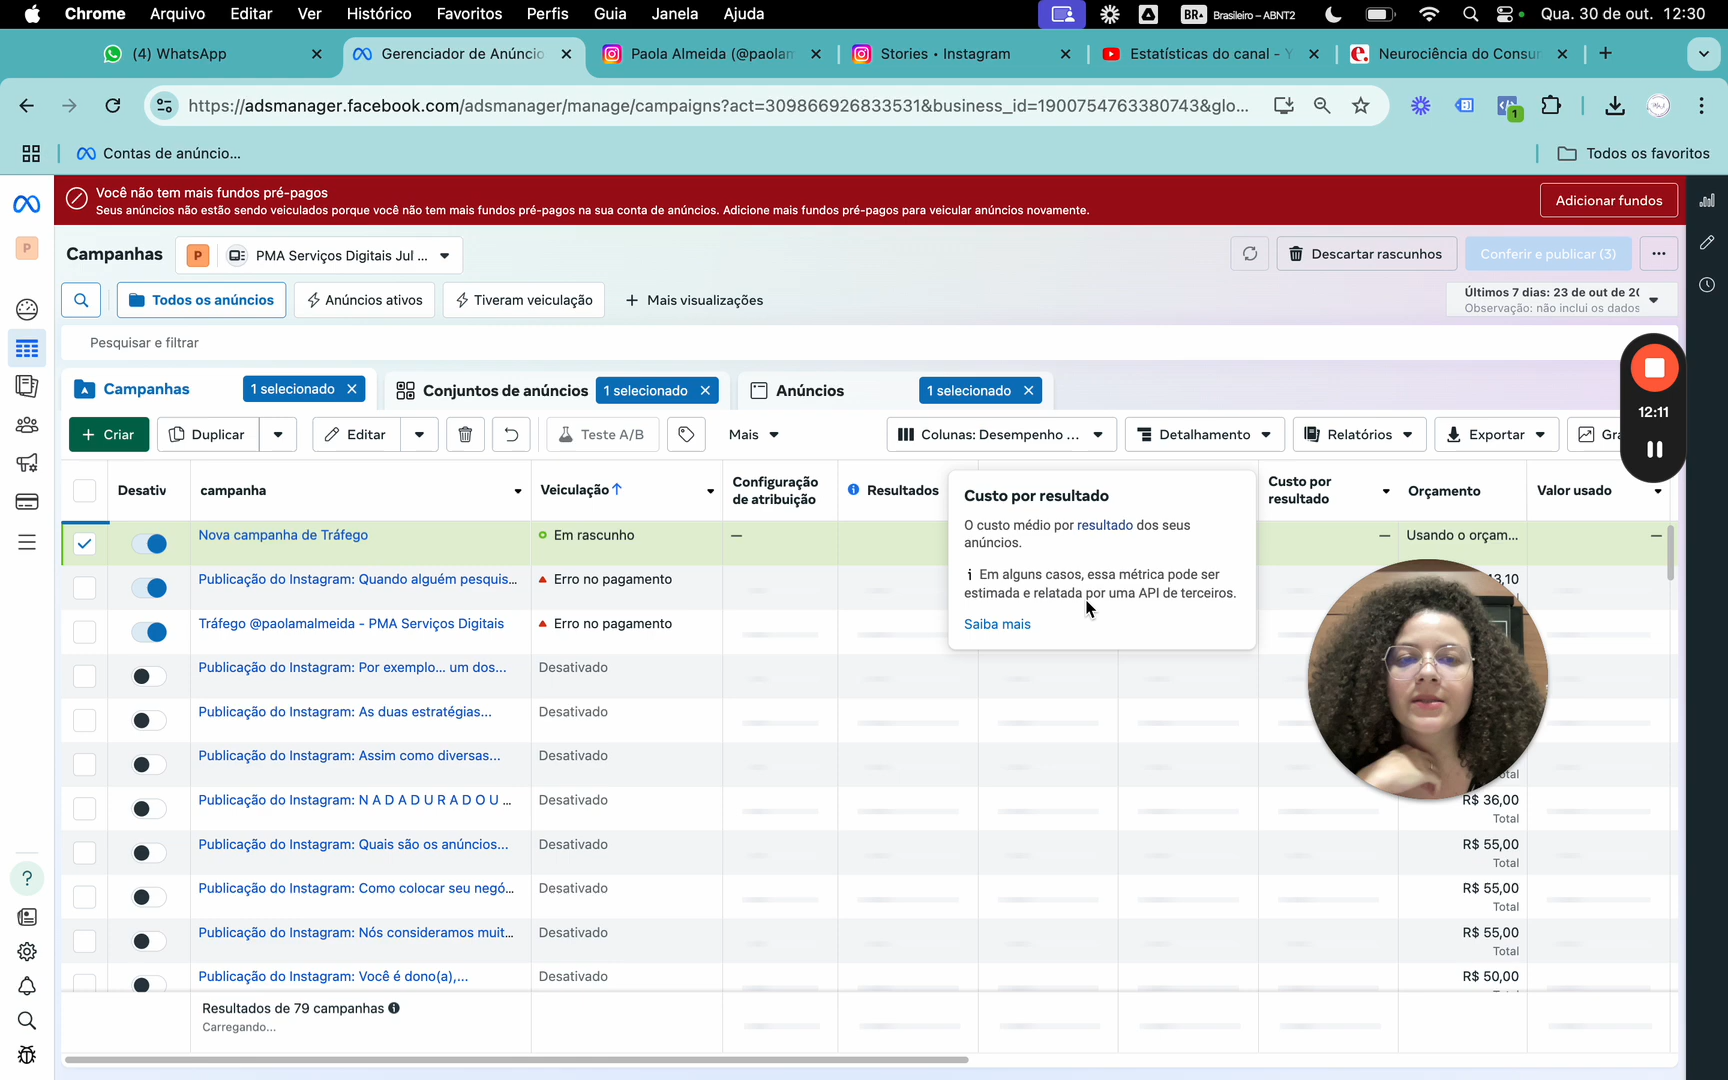 Chrome Arquivo Editar Ver Histórico Favoritos Perfis Guia Janela Ajuda
BR Brasileiro – ABNT2 Qua. 30 de out. 12:30
(4) WhatsApp
Gerenciador de Anúncio
Paola Almeida (@paolam
Stories • Instagram
Estatísticas do canal - Y
Neurociência do Consur
https://adsmanager.facebook.com/adsmanager/manage/campaigns?act=309866926833531&business_id=1900754763380743&glo...
1
Contas de anúncio...
Todos os favoritos
Você não tem mais fundos pré-pagos
Seus anúncios não estão sendo veiculados porque você não tem mais fundos pré-pagos na sua conta de anúncios. Adicione mais fundos pré-pagos para veicular anúncios novamente.
Adicionar fundos
P
Campanhas
P
PMA Serviços Digitais Jul ...
Descartar rascunhos
Conferir e publicar (3)
Todos os anúncios
Anúncios ativos
Tiveram veiculação
+ Mais visualizações
Últimos 7 dias: 23 de out de 20
Observação: não inclui os dados
Pesquisar e filtrar
Campanhas
1 selecionado
Conjuntos de anúncios
1 selecionado
Anúncios
1 selecionado
12:11
+ Criar
Duplicar
Editar
Teste A/B
Mais
Colunas: Desempenho ...
Detalhamento
Relatórios
Exportar
Gra
Desativ
campanha
Veiculação
Configuração de atribuição
Resultados
Custo por resultado
Orçamento
Valor usado
Custo por resultado
O custo médio por resultado dos seus
anúncios.
Em alguns casos, essa métrica pode ser
estimada e relatada por uma API de terceiros.
Saiba mais
Nova campanha de Tráfego
Em rascunho
—
—
Usando o orçam...
—
Publicação do Instagram: Quando alguém pesquis...
Erro no pagamento
3,10
Tráfego @paolamalmeida - PMA Serviços Digitais
Erro no pagamento
Publicação do Instagram: Por exemplo... um dos...
Desativado
Publicação do Instagram: As duas estratégias...
Desativado
Publicação do Instagram: Assim como diversas...
Desativado
otal
Publicação do Instagram: N A D A D U R A D O U ...
Desativado
R$ 36,00
Total
Publicação do Instagram: Quais são os anúncios...
Desativado
R$ 55,00
Total
Publicação do Instagram: Como colocar seu negó...
Desativado
R$ 55,00
Total
Publicação do Instagram: Nós consideramos muit...
Desativado
R$ 55,00
Total
Publicação do Instagram: Você é dono(a),...
Desativado
R$ 50,00
Resultados de 79 campanhas
Carregando...